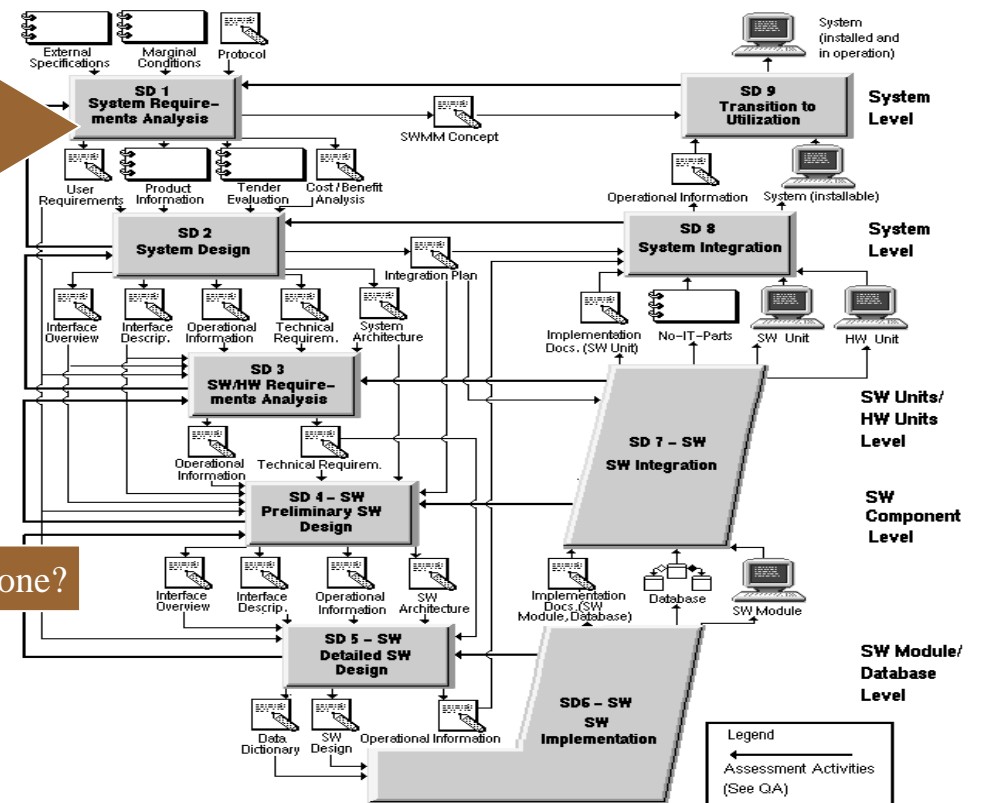 External
Specifications
Marginal
Conditions
Protocol
System
(installed and
in operation)
SD 1
System Require-
ments Analysis
SWMM Concept
SD 9
Transition to
Utilization
System
Level
User
Requirements
Product
Information
Tender
Evaluation
Cost/Benefit
Analysis
Operational Information
System (installable)
SD 2
System Design
Integration Plan
SD 8
System Integration
System
Level
Interface
Overview
Interface
Descrip.
Operational
Information
Technical
Requirem.
System
Architecture
Implementation
Docs. (SW Unit)
No-IT-Parts
SW Unit
HW Unit
SD 3
SW/HW Require-
ments Analysis
SW Units/
HW Units
Level
Operational
Information
Technical Requirem.
SD 7 - SW
SW Integration
SD 4 - SW
Preliminary SW
Design
SW
Component
Level
one?
Interface
Overview
Interface
Descrip.
Operational
Information
SW
Architecture
Implementation
Docs. (SW
Module, Database)
Database
SW Module
SD 5 - SW
Detailed SW
Design
SW Module/
Database
Level
Data
Dictionary
SW
Design
Operational Information
SD6 - SW
SW
Implementation
Legend
Assessment Activities
(See QA)